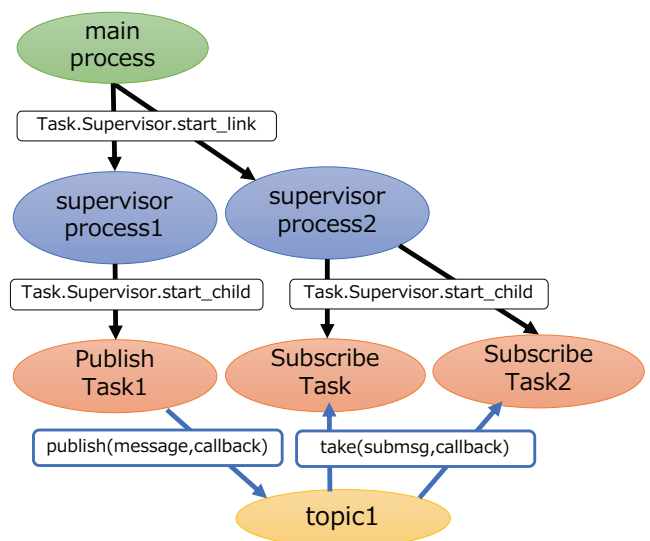 main
process
Task.Supervisor.start_link
supervisor
process1
supervisor
process2
Task.Supervisor.start_child
Task.Supervisor.start_child
Publish
Task1
Subscribe
Task
Subscribe
Task2
publish(message,callback)
take(submsg,callback)
topic1